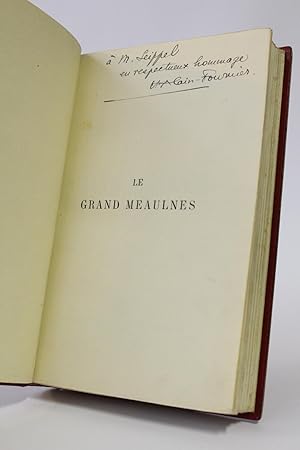 à M. Seippel
en respectueux hommage
Alain-Fournier.
LE
GRAND MEAULNES